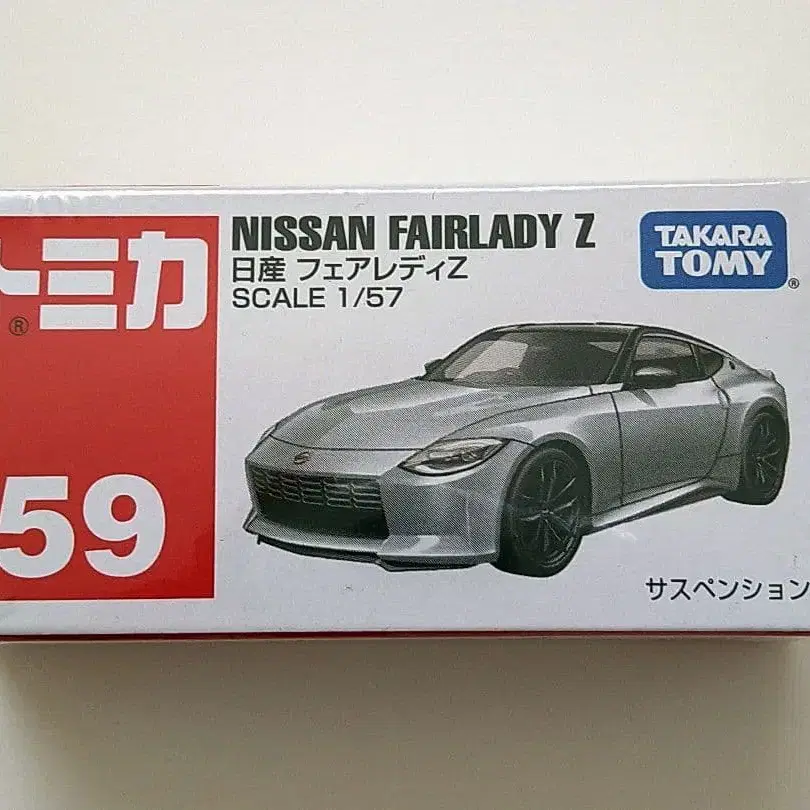 トミカ
®
59
NISSAN FAIRLADY Z
日産 フェアレディZ
SCALE 1/57
TAKARA
TOMY
®
サスペンション